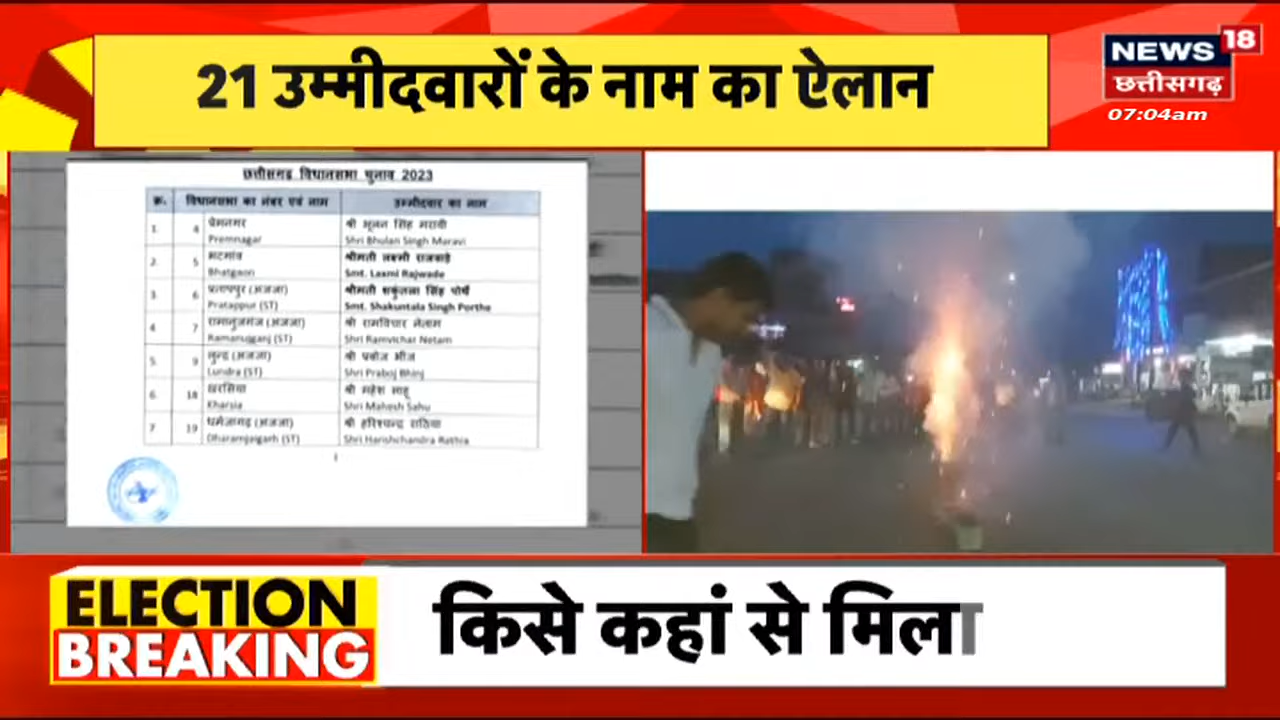 21 उम्मीदवारों के नाम का ऐलान
NEWS 18
छत्तीसगढ़
07:04am
छत्तीसगढ़ विधानसभा चुनाव 2023
क्र. विधानसभा का नंबर एवं नाम उम्मीदवार का नाम
1. 4 प्रेमनगर श्री भूलन सिंह मरावी
Premnagar Shri Bhulan Singh Maravi
2. 5 भटगांव श्रीमती लक्ष्मी राजवाड़े
Bhatgaon Smt. Laxmi Rajwade
3. 6 प्रतापपुर (अजजा) श्रीमती शकुंतला सिंह पोर्थे
Pratappur (ST) Smt. Shakuntala Singh Porthe
4. 7 रामानुजगंज (अजजा) श्री रामविचार नेताम
Ramanujganj (ST) Shri Ramvichar Netam
5. 9 लुन्द्रा (अजजा) श्री प्रबोज भींज
Lundra (ST) Shri Praboj Bhinj
6. 18 खरसिया श्री महेश साहू
Kharsia Shri Mahesh Sahu
7. 19 धर्मजागढ़ (अजजा) श्री हरिश्चन्द्र राठिया
Dharamjaigarh (ST) Shri Harishchandra Rathia
1
ELECTION
BREAKING
किसे कहां से मिला